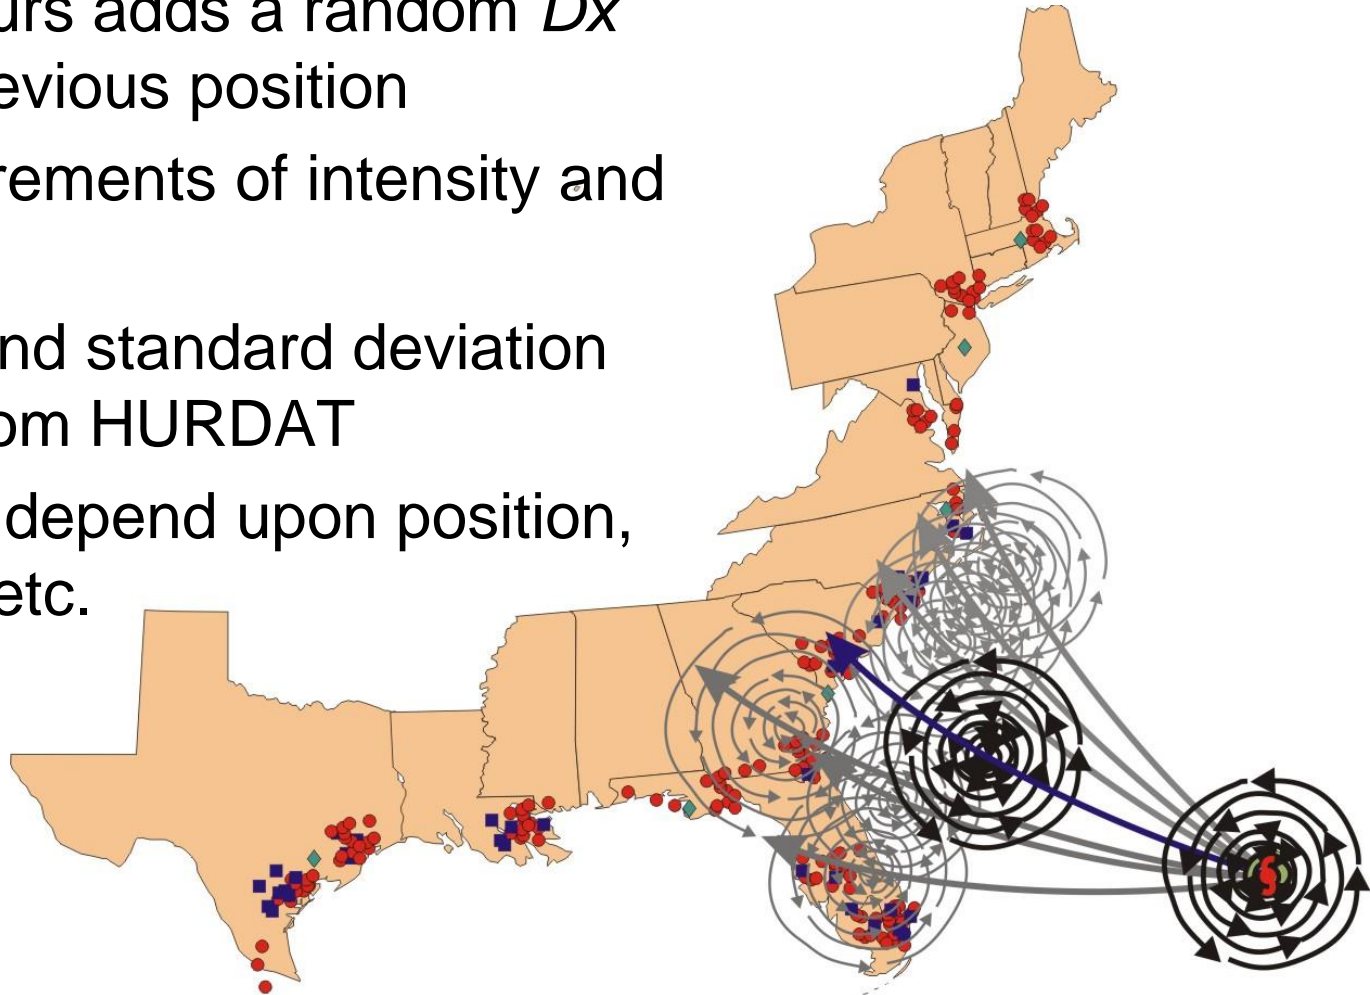 urs adds a random Dx
evious position
rements of intensity and
nd standard deviation
om HURDAT
depend upon position,
etc.